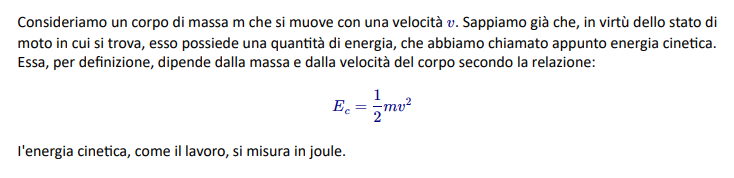 Consideriamo un corpo di massa m che si muove con una velocità v. Sappiamo già che, in virtù dello stato di
moto in cui si trova, esso possiede una quantità di energia, che abbiamo chiamato appunto energia cinetica.
Essa, per definizione, dipende dalla massa e dalla velocità del corpo secondo la relazione:
E_c = \frac{1}{2}mv^2
l'energia cinetica, come il lavoro, si misura in joule.